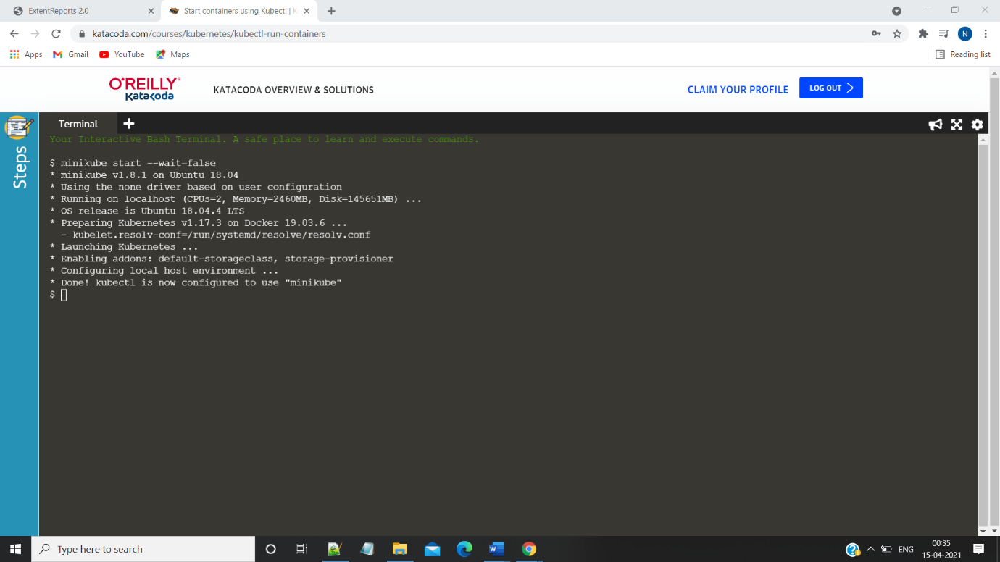 ExtentReports 2.0
Start containers using Kubectl | K
katacoda.com/courses/kubernetes/kubectl-run-containers
N
Apps Gmail YouTube Maps
Reading list
O'REILLY®
Katacoda
KATACODA OVERVIEW & SOLUTIONS
CLAIM YOUR PROFILE
LOG OUT
Steps
Terminal
Your Interactive Bash Terminal. A safe place to learn and execute commands.
$ minikube start --wait=false
* minikube v1.8.1 on Ubuntu 18.04
* Using the none driver based on user configuration
* Running on localhost (CPUs=2, Memory=2460MB, Disk=145651MB) ...
* OS release is Ubuntu 18.04.4 LTS
* Preparing Kubernetes v1.17.3 on Docker 19.03.6 ...
- kubelet.resolv-conf=/run/systemd/resolve/resolv.conf
* Launching Kubernetes ...
* Enabling addons: default-storageclass, storage-provisioner
* Configuring local host environment ...
* Done! kubectl is now configured to use "minikube"
$
Type here to search
ENG
00:35
15-04-2021